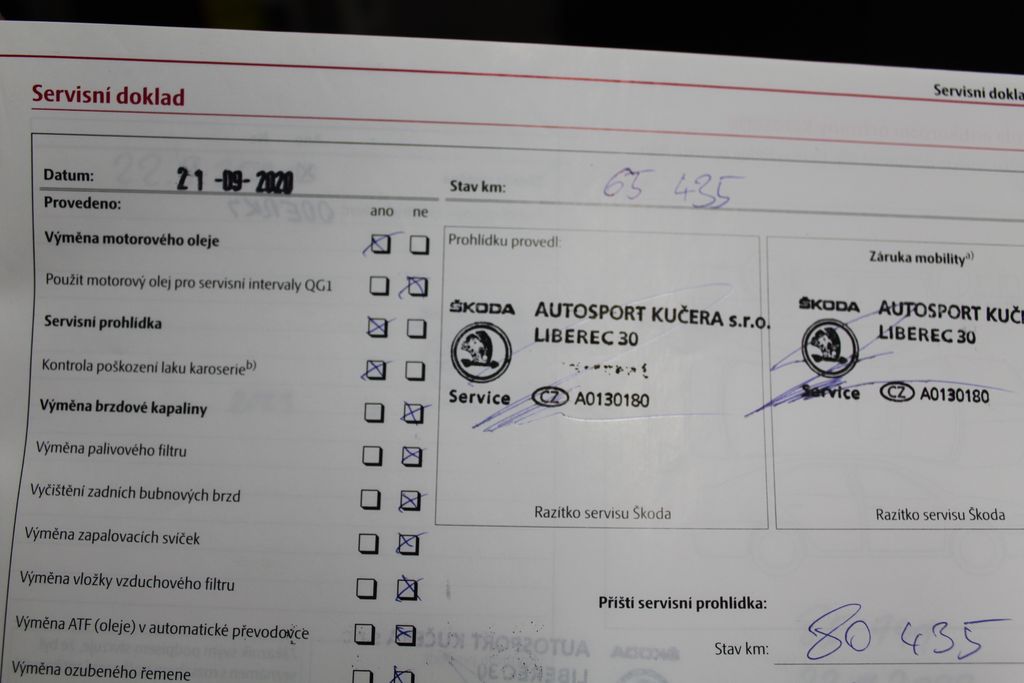 Servisní dokla
Servisní doklad
Datum: 21-09-2020
Stav km: 65 435
Provedeno: ano ne
Výměna motorového oleje
Použit motorový olej pro servisní intervaly QG1
Servisní prohlídka
Kontrola poškození laku karoserie b)
Výměna brzdové kapaliny
Výměna palivového filtru
Vyčištění zadních bubnových brzd
Výměna zapalovacích svíček
Výměna vložky vzduchového filtru
Výměna ATF (oleje) v automatické převodovce
Výměna ozubeného řemene
Prohlídku provedl:
ŠKODA AUTOSPORT KUČERA s.r.o.
LIBEREC 30
Service CZ A0130180
Razítko servisu Škoda
Záruka mobility a)
ŠKODA AUTOSPORT KUČ
LIBEREC 30
Service CZ A0130180
Razítko servisu Škoda
Příští servisní prohlídka:
Stav km: 80 435